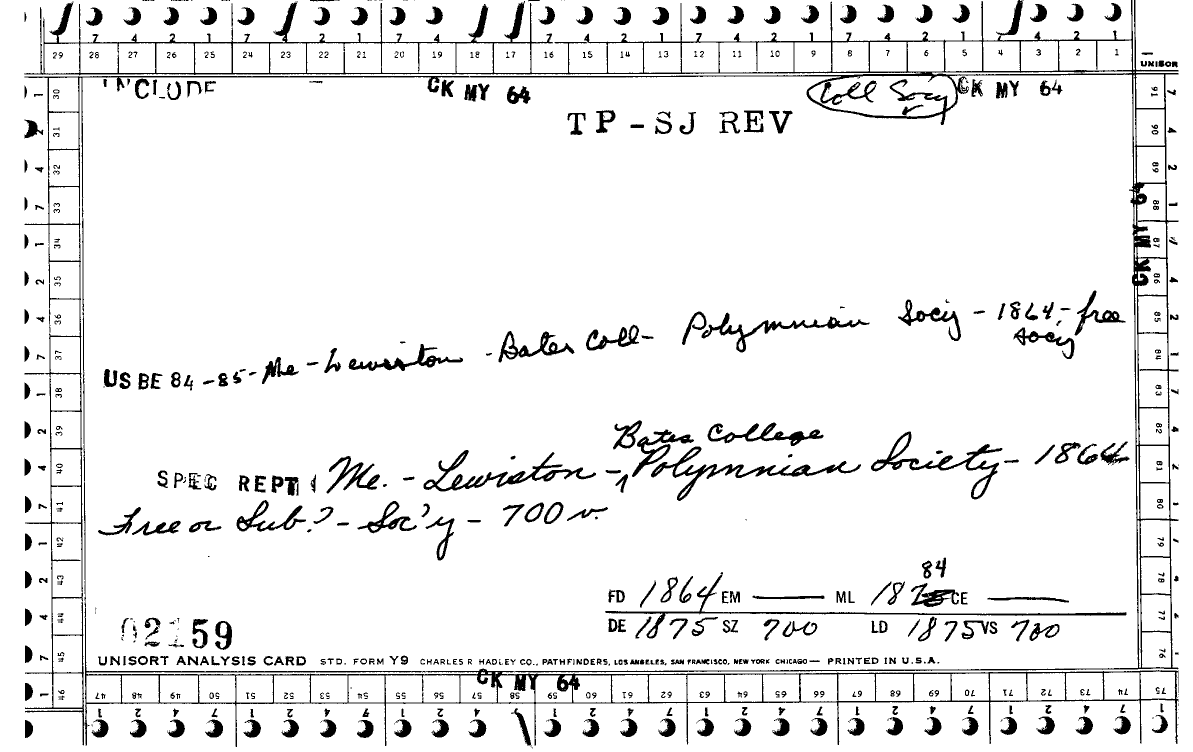 7 4 2 1 7 4 2 1 7 4 2 1 7 4 2 1 7 4 2 1 7 4 2 1 7 4 2 1
29 28 27 26 25 24 23 22 21 20 19 18 17 16 15 14 13 12 11 10 9 8 7 6 5 4 3 2 1
UNISOR
INCLUDE CK MY 64 Coll Soc'y CK MY 64
TP-SJ REV
CK MY 64
US BE 84-85-Me-Lewiston-Bates Coll-Polymnian Soc'y-1864-free
soc'y
Bates College
SPEC REPT Me.-Lewiston-^Polymnian Society-1864
Free or Sub?-Soc'y-700 v.
84
FD 1864 EM — ML 1875 CE —
DE 1875 SZ 700 LD 1875 VS 700
02159
UNISORT ANALYSIS CARD STD. FORM Y9 CHARLES R HADLEY CO., PATHFINDERS, LOS ANGELES, SAN FRANCISCO, NEW YORK CHICAGO— PRINTED IN U.S.A.
CK MY 64
46 47 48 49 50 51 52 53 54 55 56 57 58 59 60 61 62 63 64 65 66 67 68 69 70 71 72 73 74 75
30 31 32 33 34 35 36 37 38 39 40 41 42 43 44 45
91 90 89 88 87 86 85 84 83 82 81 80 79 78 77 76